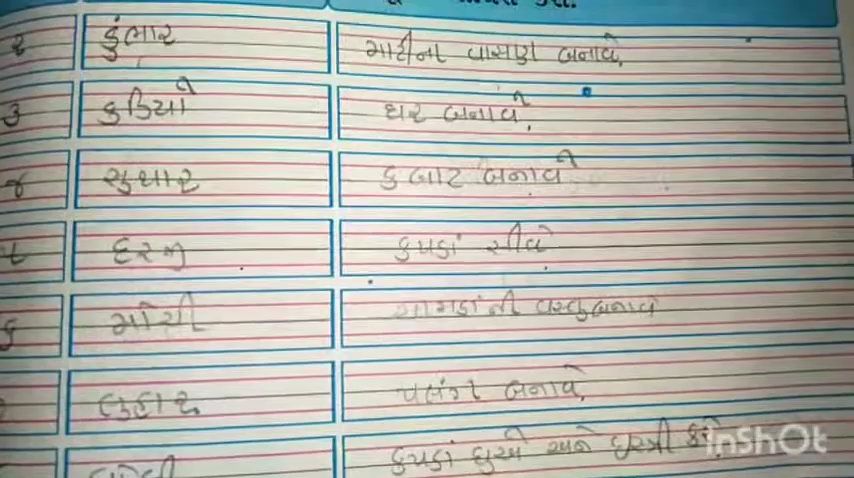 ૨ કુંભાર માટીના વાસણ બનાવે.
૩ કડિયો ઘર બનાવે.
૪ સુથાર કબાટ બનાવે
૫ દરજી કપડાં સીવે
૬ મોચી ચામડાંની વસ્તુ બનાવે
લુહાર પલંગ બનાવે.
કપડાં ધુએ અને ઇસ્ત્રી કરે.
InShOt